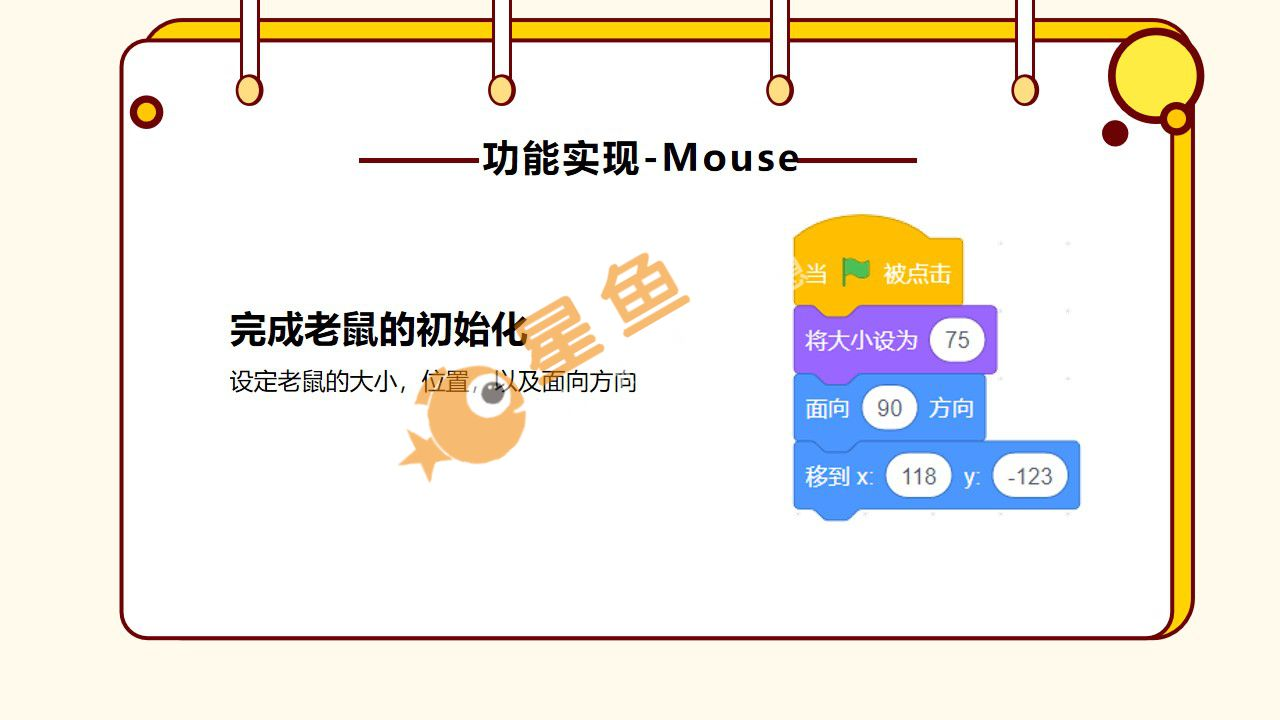 功能实现-Mouse
完成老鼠的初始化
设定老鼠的大小，位置，以及面向方向
星鱼
当 被点击
将大小设为 75
面向 90 方向
移到 x: 118 y: -123